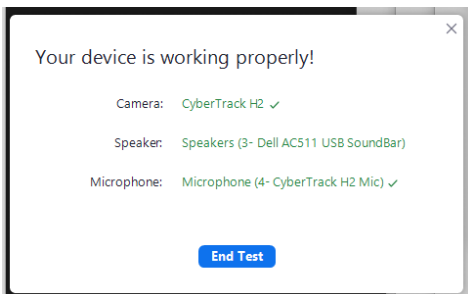 Your device is working properly!
Camera: CyberTrack H2 ✓
Speaker: Speakers (3- Dell AC511 USB SoundBar)
Microphone: Microphone (4- CyberTrack H2 Mic) ✓
End Test